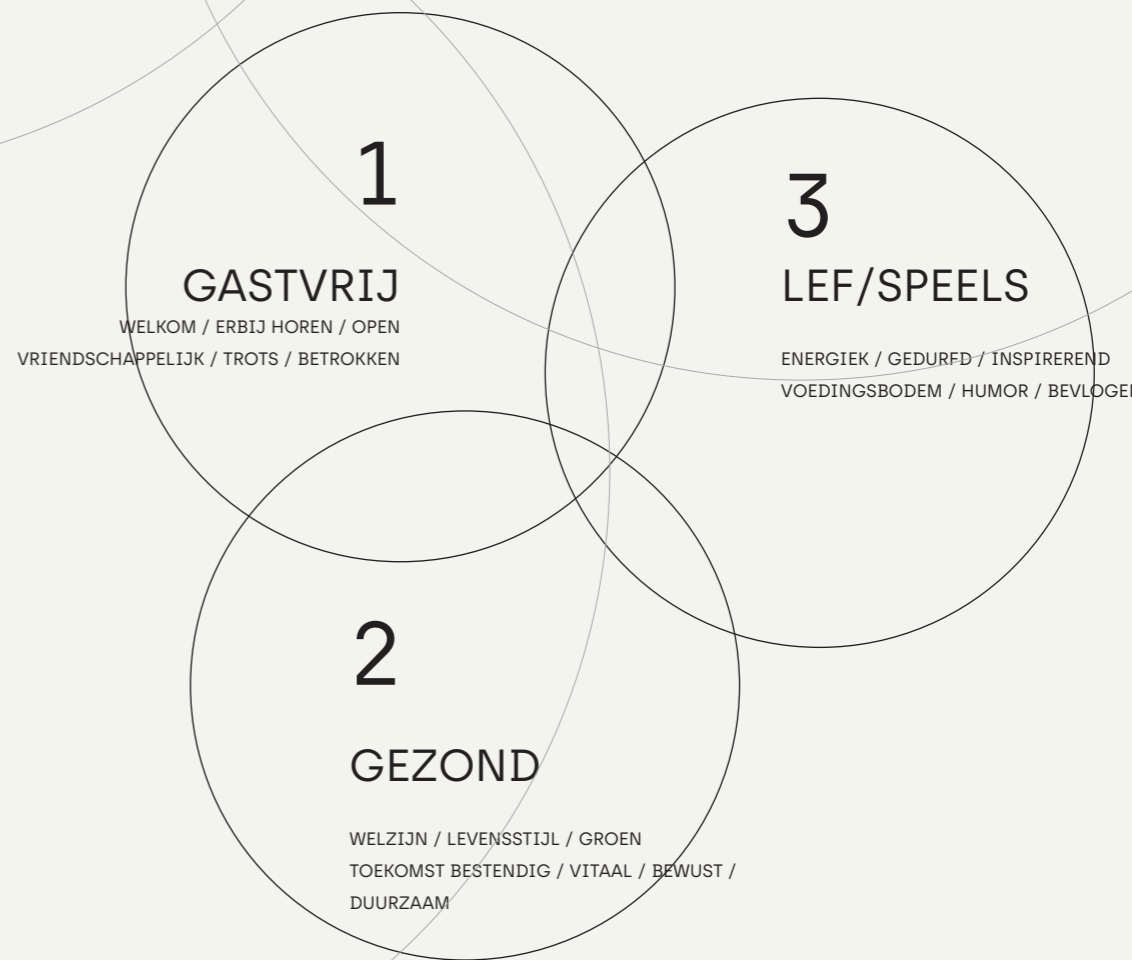 1
GASTVRIJ
WELKOM / ERBIJ HOREN / OPEN
VRIENDSCHAPPELIJK / TROTS / BETROKKEN
3
LEF/SPEELS
ENERGIEK / GEDURFD / INSPIREREND
VOEDINGSBODEM / HUMOR /
2
GEZOND
WELZIJN / LEVENSSTIJL / GROEN
TOEKOMST BESTENDIG / VITAAL / BEWUST /
DUURZAAM